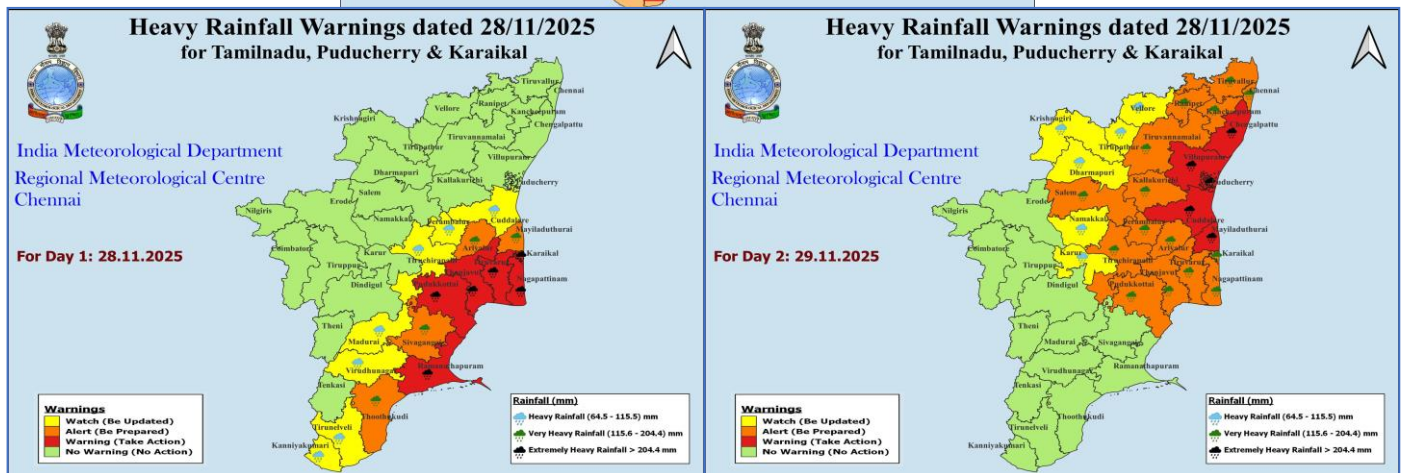 Heavy Rainfall Warnings dated 28/11/2025
for Tamilnadu, Puducherry & Karaikal
India Meteorological Department
Regional Meteorological Centre
Chennai
For Day 1: 28.11.2025
Tiruvallur
Chennai
Ranipet
Vellore
Kancheepuram
Krishnagiri
Chengalpattu
Tiruvannamalai
Tirupathur
Villupuram
Dharmapuri
Kallakurichi
Puducherry
Salem
Erode
Nilgiris
Namakkal
Perambalur
Cuddalore
Mayiladuthurai
Ariyalur
Coimbatore
Karur
Karaikal
Tiruchirapalli
Tiruvarur
Tiruppur
Thanjavur
Nagapattinam
Dindigul
Pudukkottai
Theni
Madurai
Sivagangai
Virudhunagar
Ramanathapuram
Tenkasi
Thoothukudi
Tirunelveli
Kanniyakumari
Warnings
Watch (Be Updated)
Alert (Be Prepared)
Warning (Take Action)
No Warning (No Action)
Rainfall (mm)
Heavy Rainfall (64.5 - 115.5) mm
Very Heavy Rainfall (115.6 - 204.4) mm
Extremely Heavy Rainfall > 204.4 mm
Heavy Rainfall Warnings dated 28/11/2025
for Tamilnadu, Puducherry & Karaikal
India Meteorological Department
Regional Meteorological Centre
Chennai
For Day 2: 29.11.2025
Tiruvallur
Chennai
Ranipet
Vellore
Kancheepuram
Krishnagiri
Chengalpattu
Tiruvannamalai
Tirupathur
Villupuram
Dharmapuri
Kallakurichi
Puducherry
Salem
Erode
Nilgiris
Namakkal
Perambalur
Cuddalore
Mayiladuthurai
Ariyalur
Coimbatore
Karur
Karaikal
Tiruchirapalli
Tiruvarur
Tiruppur
Thanjavur
Nagapattinam
Dindigul
Pudukkottai
Theni
Madurai
Sivagangai
Virudhunagar
Ramanathapuram
Tenkasi
Thoothukudi
Tirunelveli
Kanniyakumari
Warnings
Watch (Be Updated)
Alert (Be Prepared)
Warning (Take Action)
No Warning (No Action)
Rainfall (mm)
Heavy Rainfall (64.5 - 115.5) mm
Very Heavy Rainfall (115.6 - 204.4) mm
Extremely Heavy Rainfall > 204.4 mm